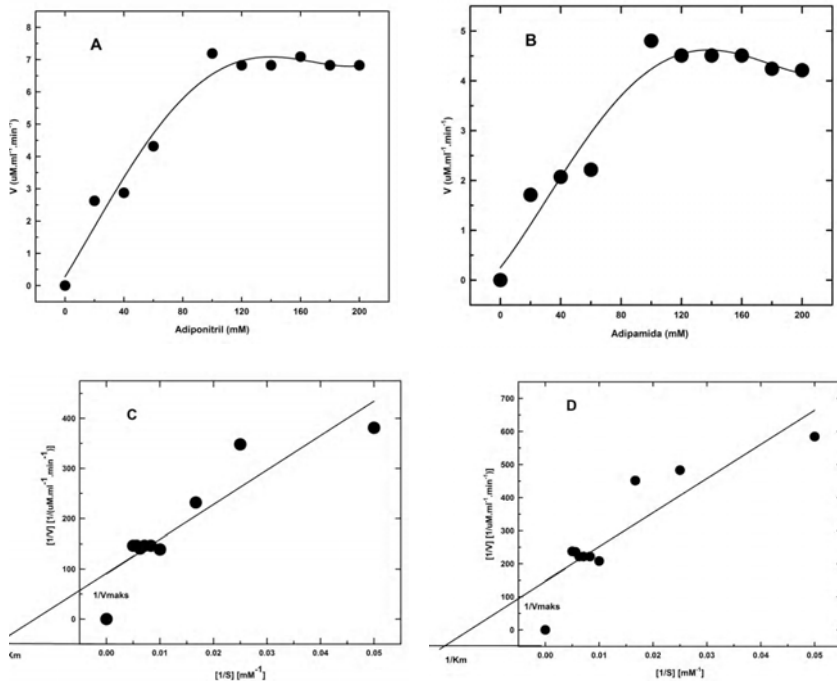 A
V (uM.ml⁻¹.min⁻¹)
8
7
6
5
4
3
2
1
0
0 40 80 120 160 200
Adiponitril (mM)
B
V (uM.ml⁻¹.min⁻¹)
5
4
3
2
1
0
0 40 80 120 160 200
Adipamida (mM)
C
[1/V] [1/(uM.ml⁻¹.min⁻¹)]
400
300
200
100
0
1/Vmaks
Km
0.00 0.01 0.02 0.03 0.04 0.05
[1/S] [mM⁻¹]
D
[1/V] [1/uM.ml⁻¹.min⁻¹)]
700
600
500
400
300
200
100
0
1/Vmaks
1/Km
0.00 0.01 0.02 0.03 0.04 0.05
[1/S] [mM⁻¹]